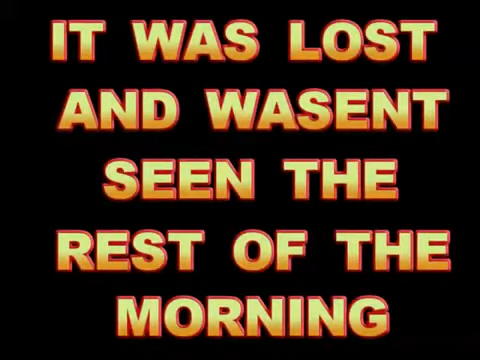 IT WAS LOST
AND WASENT
SEEN THE
REST OF THE
MORNING